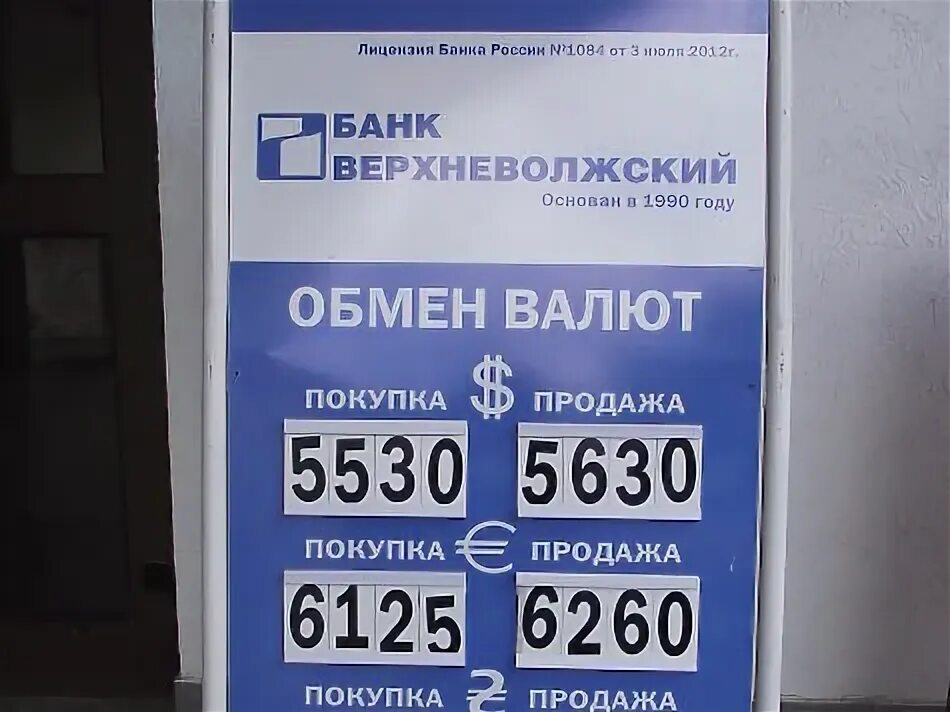 Лицензия Банка России №1084 от 3 июля 2012г.
БАНК
ВЕРХНЕВОЛЖСКИЙ
Основан в 1990 году
ОБМЕН ВАЛЮТ
ПОКУПКА $ ПРОДАЖА
5530 5630
ПОКУПКА € ПРОДАЖА
6125 6260
ПОКУПКА ₴ ПРОДАЖА